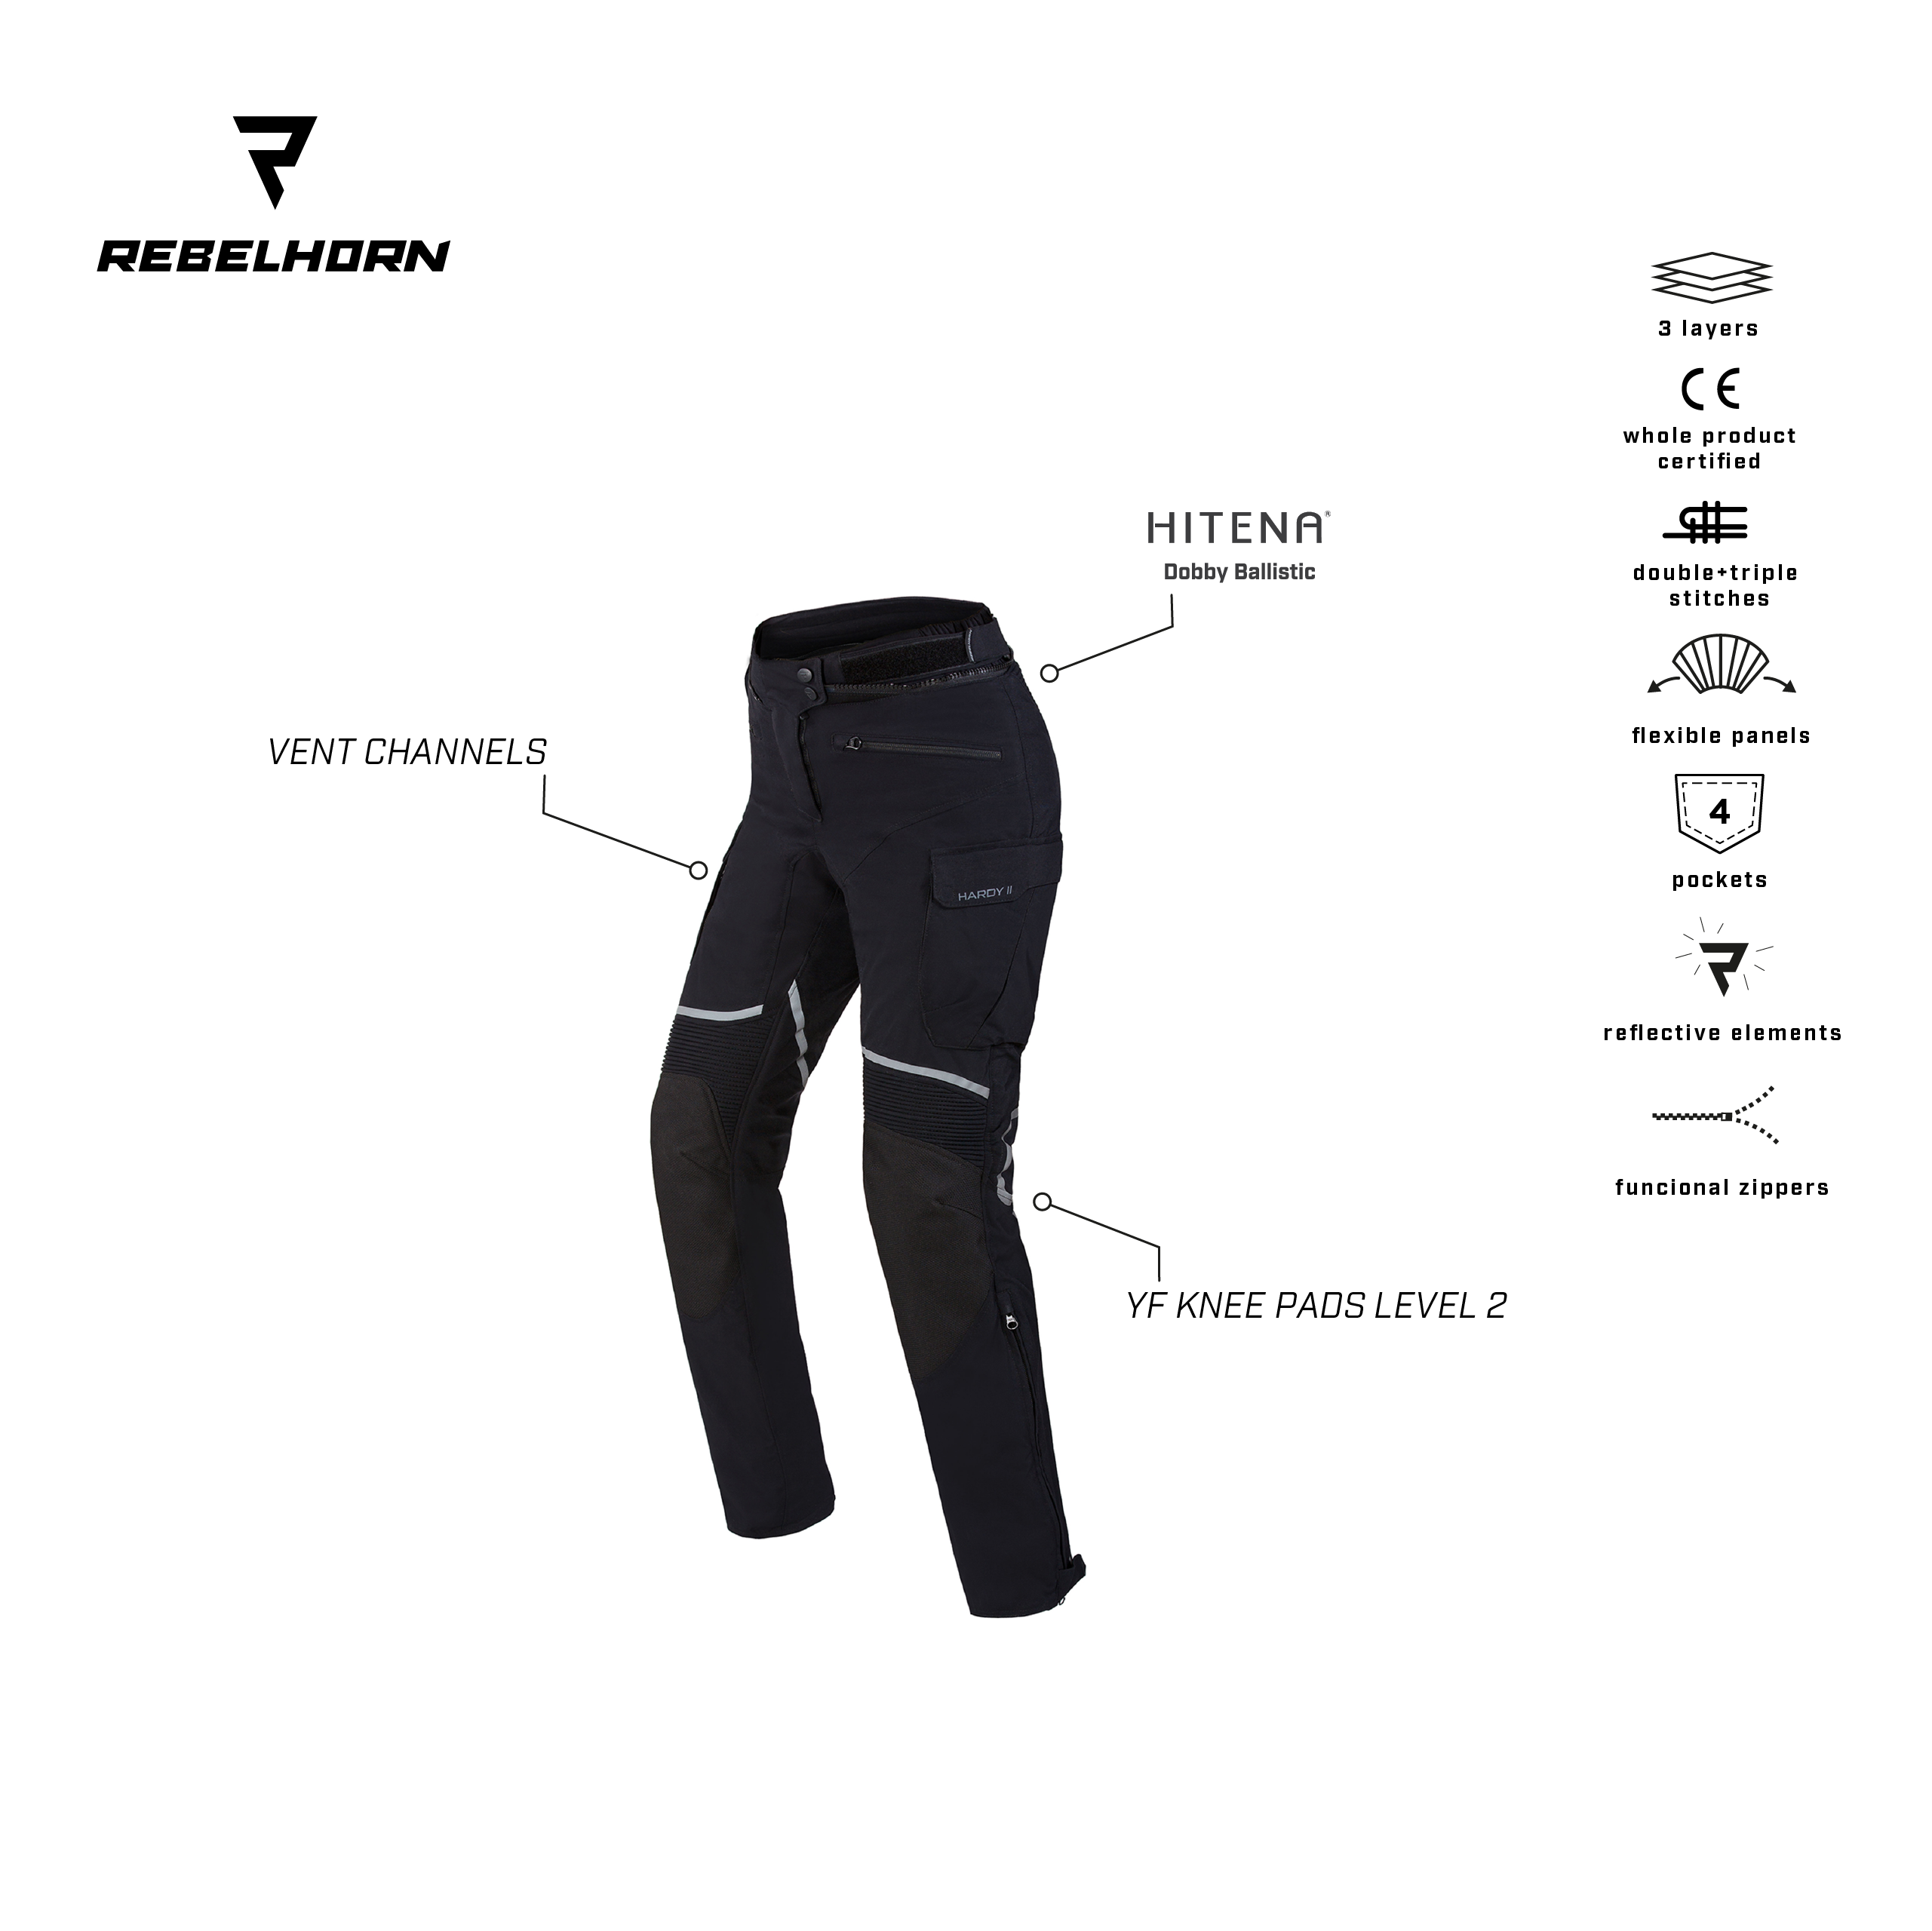 REBELHORN
3 layers
CE
whole product
certified
HITENA®
Dobby Ballistic
double+triple
stitches
VENT CHANNELS
flexible panels
4
pockets
HARDY II
reflective elements
funcional zippers
YF KNEE PADS LEVEL 2